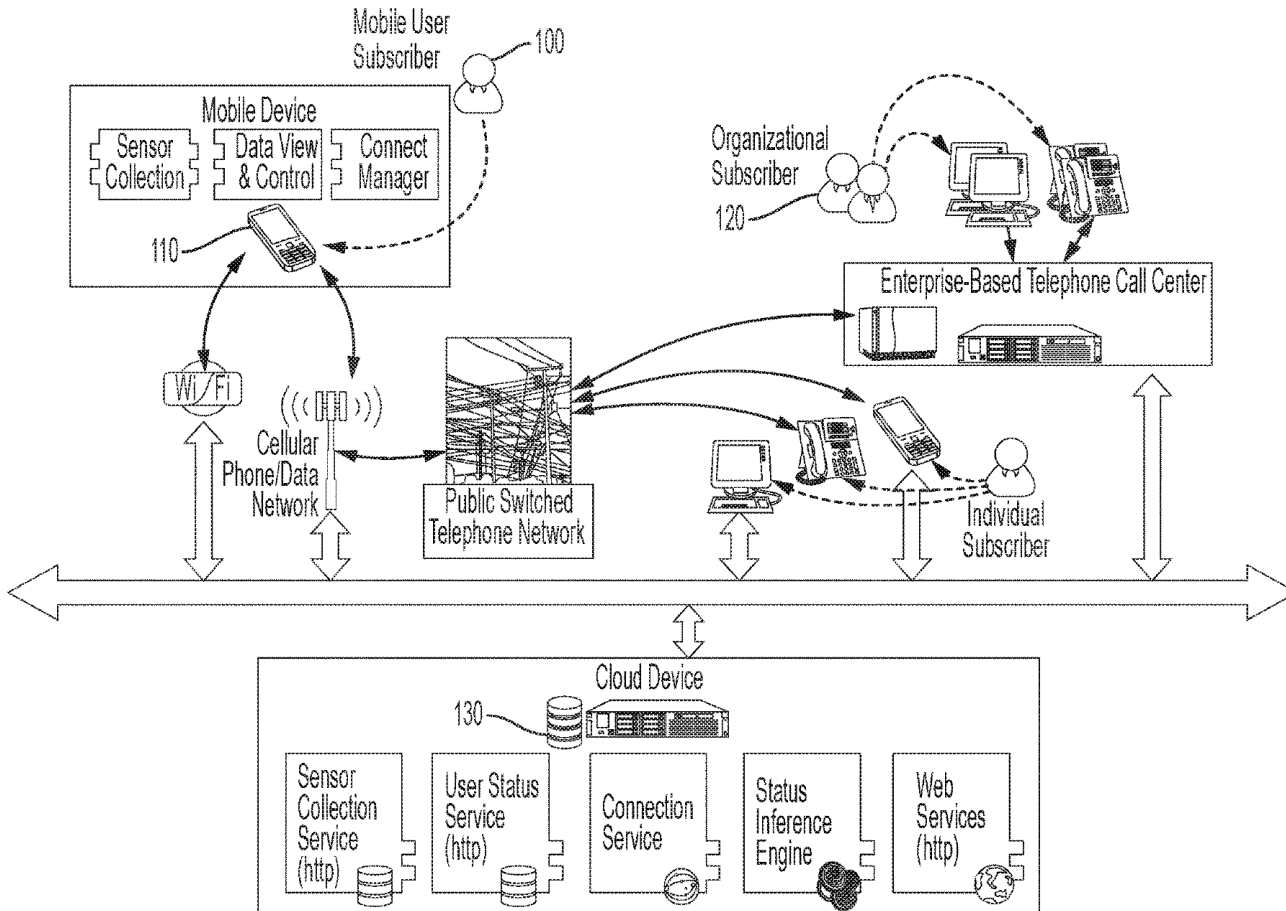 Mobile User
Subscriber
100
Mobile Device
Sensor
Collection
Data View
& Control
Connect
Manager
110
Organizational
Subscriber
120
Enterprise-Based Telephone Call Center
Wi Fi
Cellular
Phone/Data
Network
Public Switched
Telephone Network
Individual
Subscriber
Cloud Device
130
Sensor
Collection
Service
(http)
User Status
Service
(http)
Connection
Service
Status
Inference
Engine
Web
Services
(http)